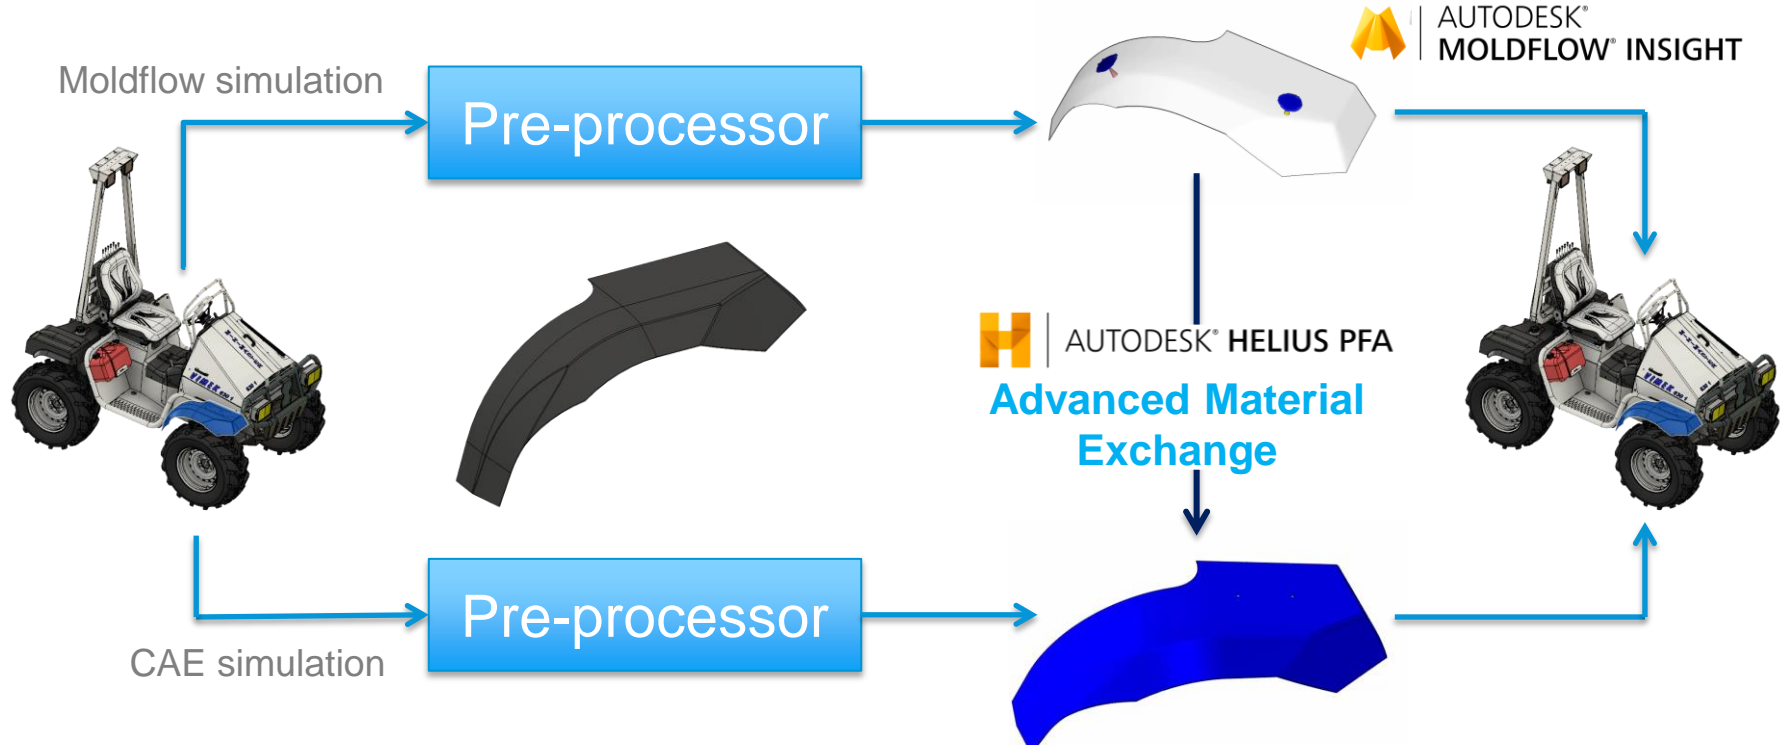 AUTODESK®
MOLDFLOW® INSIGHT
Moldflow simulation
Pre-processor
AUTODESK® HELIUS PFA
Advanced Material
Exchange
Pre-processor
CAE simulation